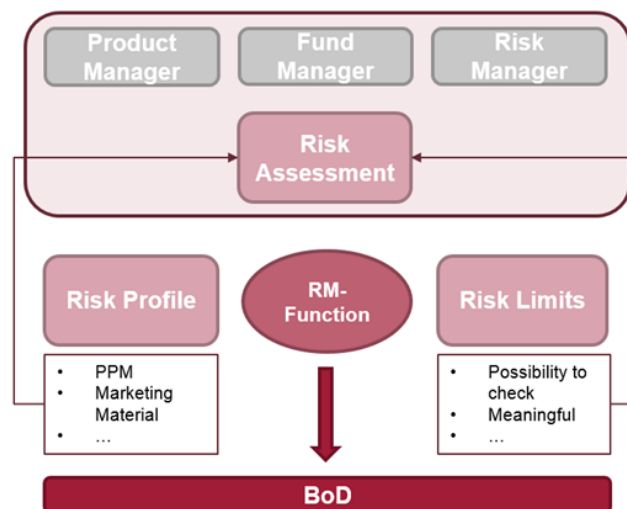 Product
Manager
Fund
Manager
Risk
Manager
Risk
Assessment
Risk Profile
RM-
Function
Risk Limits
• PPM
• Marketing
Material
• ...
• Possibility to
check
• Meaningful
• ...
BoD